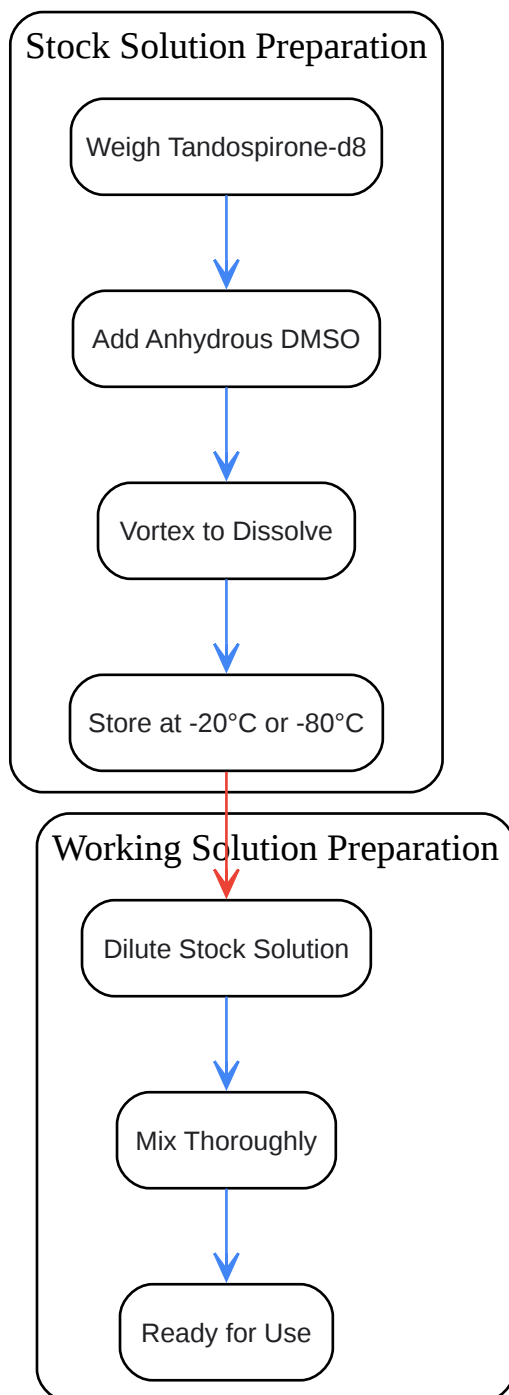 Stock Solution Preparation
Weigh Tandospirone-d8
Add Anhydrous DMSO
Vortex to Dissolve
Store at -20°C or -80°C
Working Solution Preparation
Dilute Stock Solution
Mix Thoroughly
Ready for Use